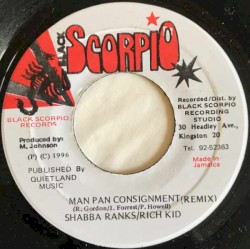 BLACK
SCORPIO
BLACK SCORPIO
RECORDS
Produced by:
M. Johnson
(P) (C) 1996
PUBLISHED BY
QUIETLAND
MUSIC
Recorded/Dist. by
BLACK SCORPIO
RECORDING
STUDIO
30 Headley Ave.,
Kingston 20
Tel. 92-52363
Made in
Jamaica
MAN PAN CONSIGNMENT (REMIX)
(R. Gordon/I. Forrest/P. Howell)
SHABBA RANKS/RICH KID